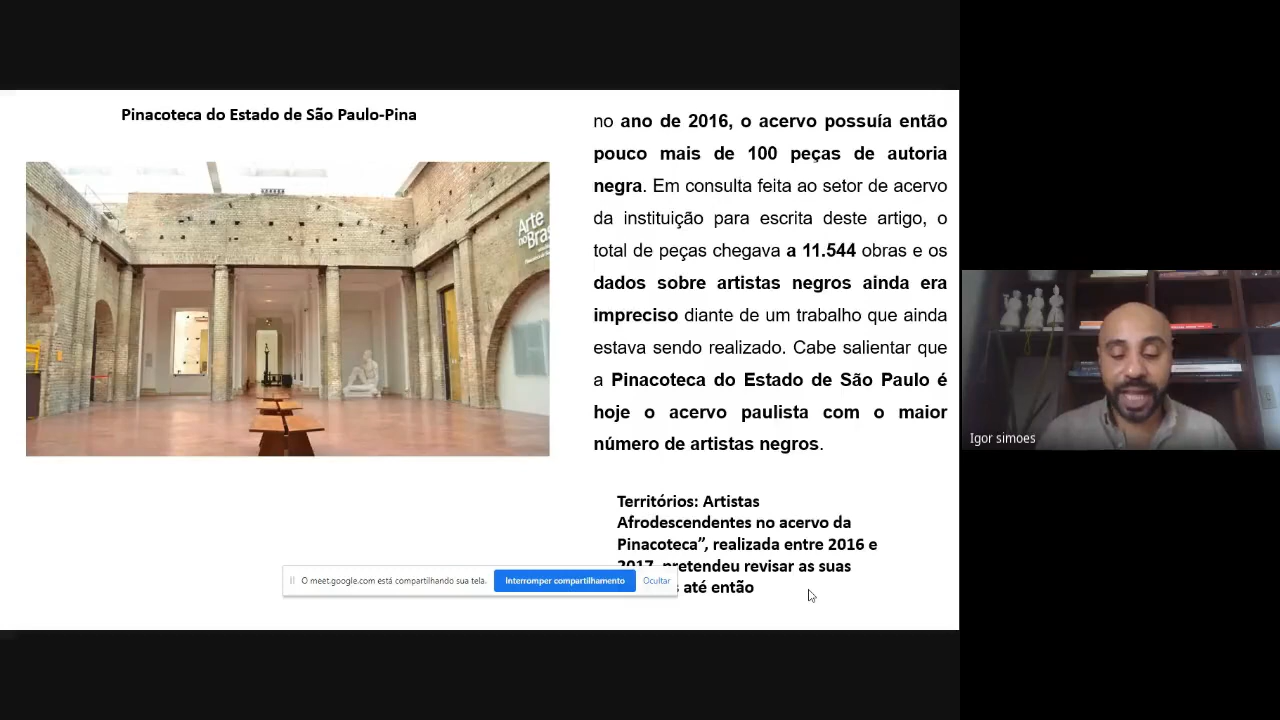 Pinacoteca do Estado de São Paulo-Pina
Arte
no Bras
no ano de 2016, o acervo possuía então
pouco mais de 100 peças de autoria
negra. Em consulta feita ao setor de acervo
da instituição para escrita deste artigo, o
total de peças chegava a 11.544 obras e os
dados sobre artistas negros ainda era
impreciso diante de um trabalho que ainda
estava sendo realizado. Cabe salientar que
a Pinacoteca do Estado de São Paulo é
hoje o acervo paulista com o maior
número de artistas negros.
Territórios: Artistas
Afrodescendentes no acervo da
Pinacoteca”, realizada entre 2016 e
2017, pretendeu revisar as suas
até então
O meet.google.com está compartilhando sua tela.
Interromper compartilhamento
Ocultar
Igor simoes